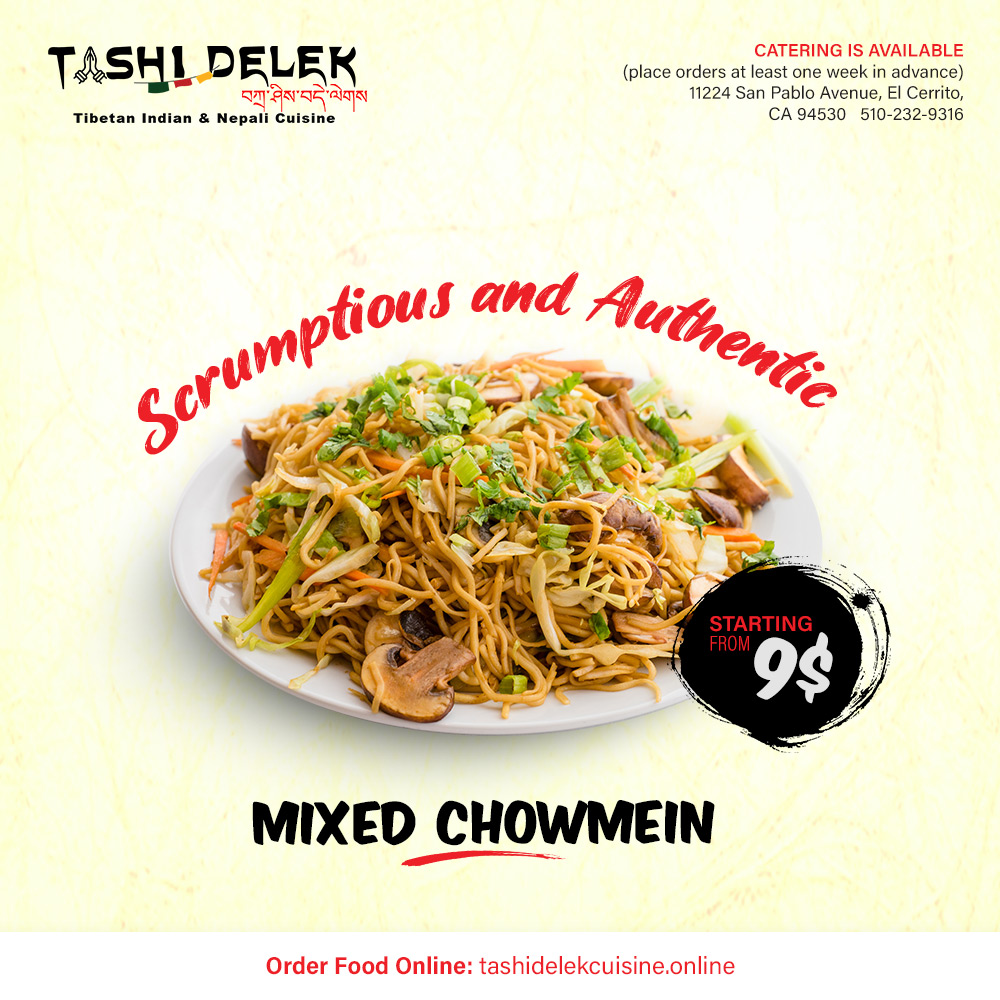 TASHI DELEK
བཀྲ་ཤིས་བདེ་ལེགས
Tibetan Indian & Nepali Cuisine
CATERING IS AVAILABLE
(place orders at least one week in advance)
11224 San Pablo Avenue, El Cerrito,
CA 94530 510-232-9316
Scrumptious and Authentic
STARTING
FROM 9$
MIXED CHOWMEIN
Order Food Online: tashidelekcuisine.online